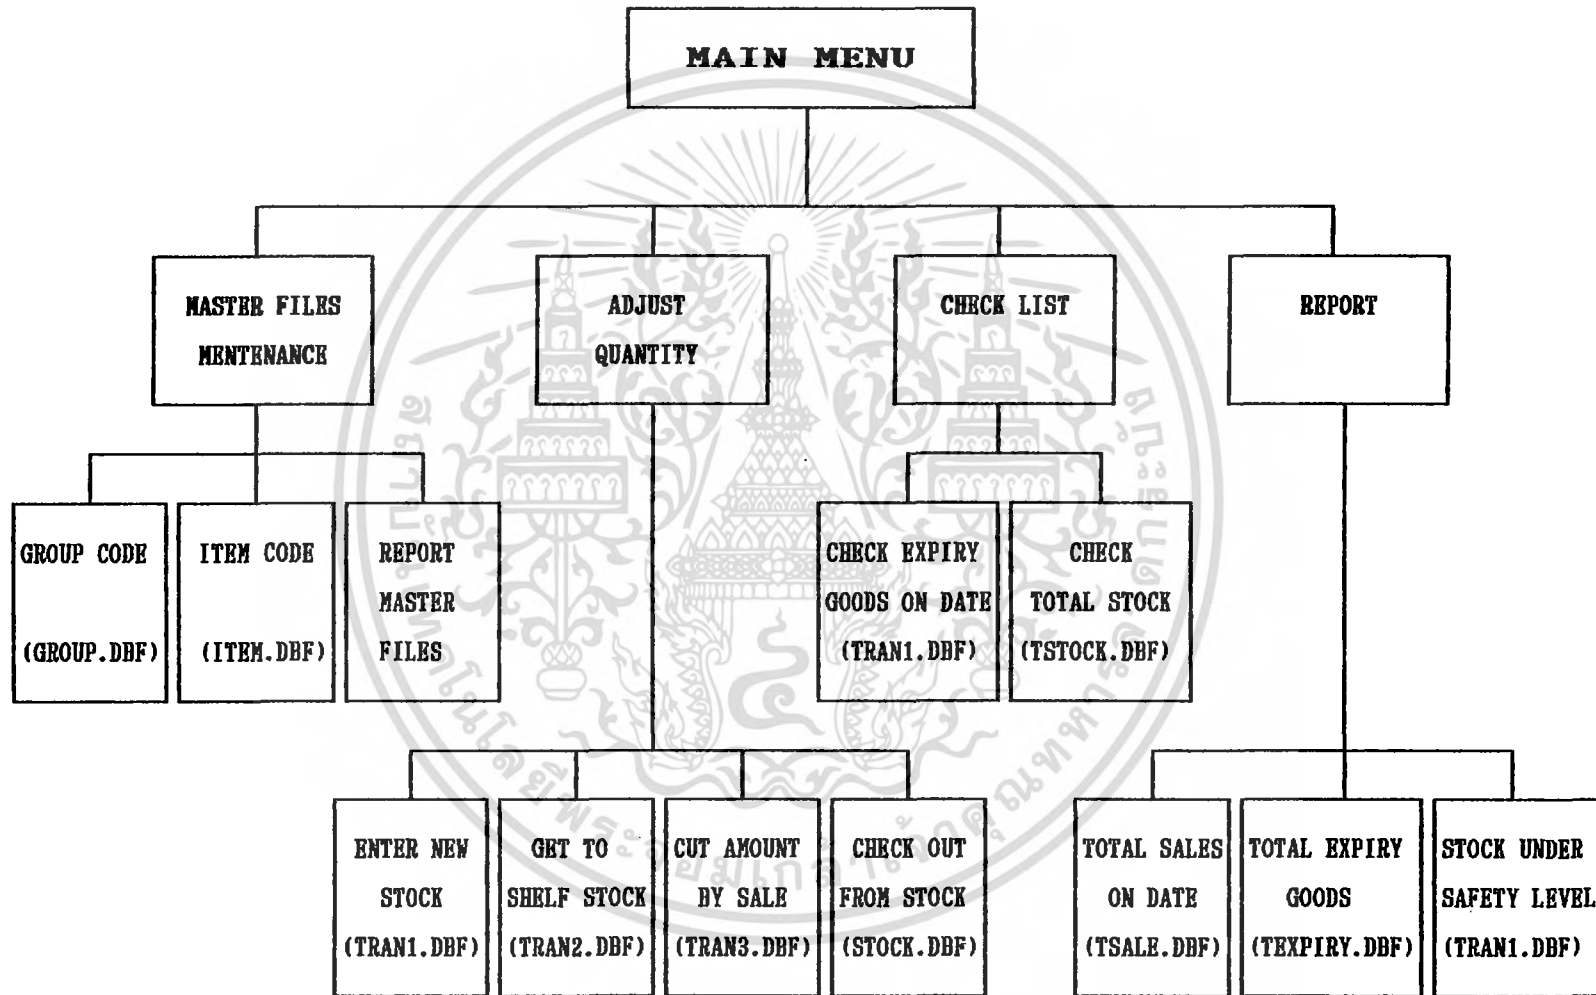 MAIN MENU
MASTER FILES
MENTENANCE
ADJUST
QUANTITY
CHECK LIST
REPORT
GROUP CODE
(GROUP.DBF)
ITEM CODE
(ITEM.DBF)
REPORT
MASTER
FILES
CHECK EXPIRY
GOODS ON DATE
(TRAN1.DBF)
CHECK
TOTAL STOCK
(TSTOCK.DBF)
ENTER NEW
STOCK
(TRAN1.DBF)
GET TO
SHELF STOCK
(TRAN2.DBF)
CUT AMOUNT
BY SALE
(TRAN3.DBF)
CHECK OUT
FROM STOCK
(STOCK.DBF)
TOTAL SALES
ON DATE
(TSALE.DBF)
TOTAL EXPIRY
GOODS
(TEXPIRY.DBF)
STOCK UNDER
SAFETY LEVEL
(TRAN1.DBF)